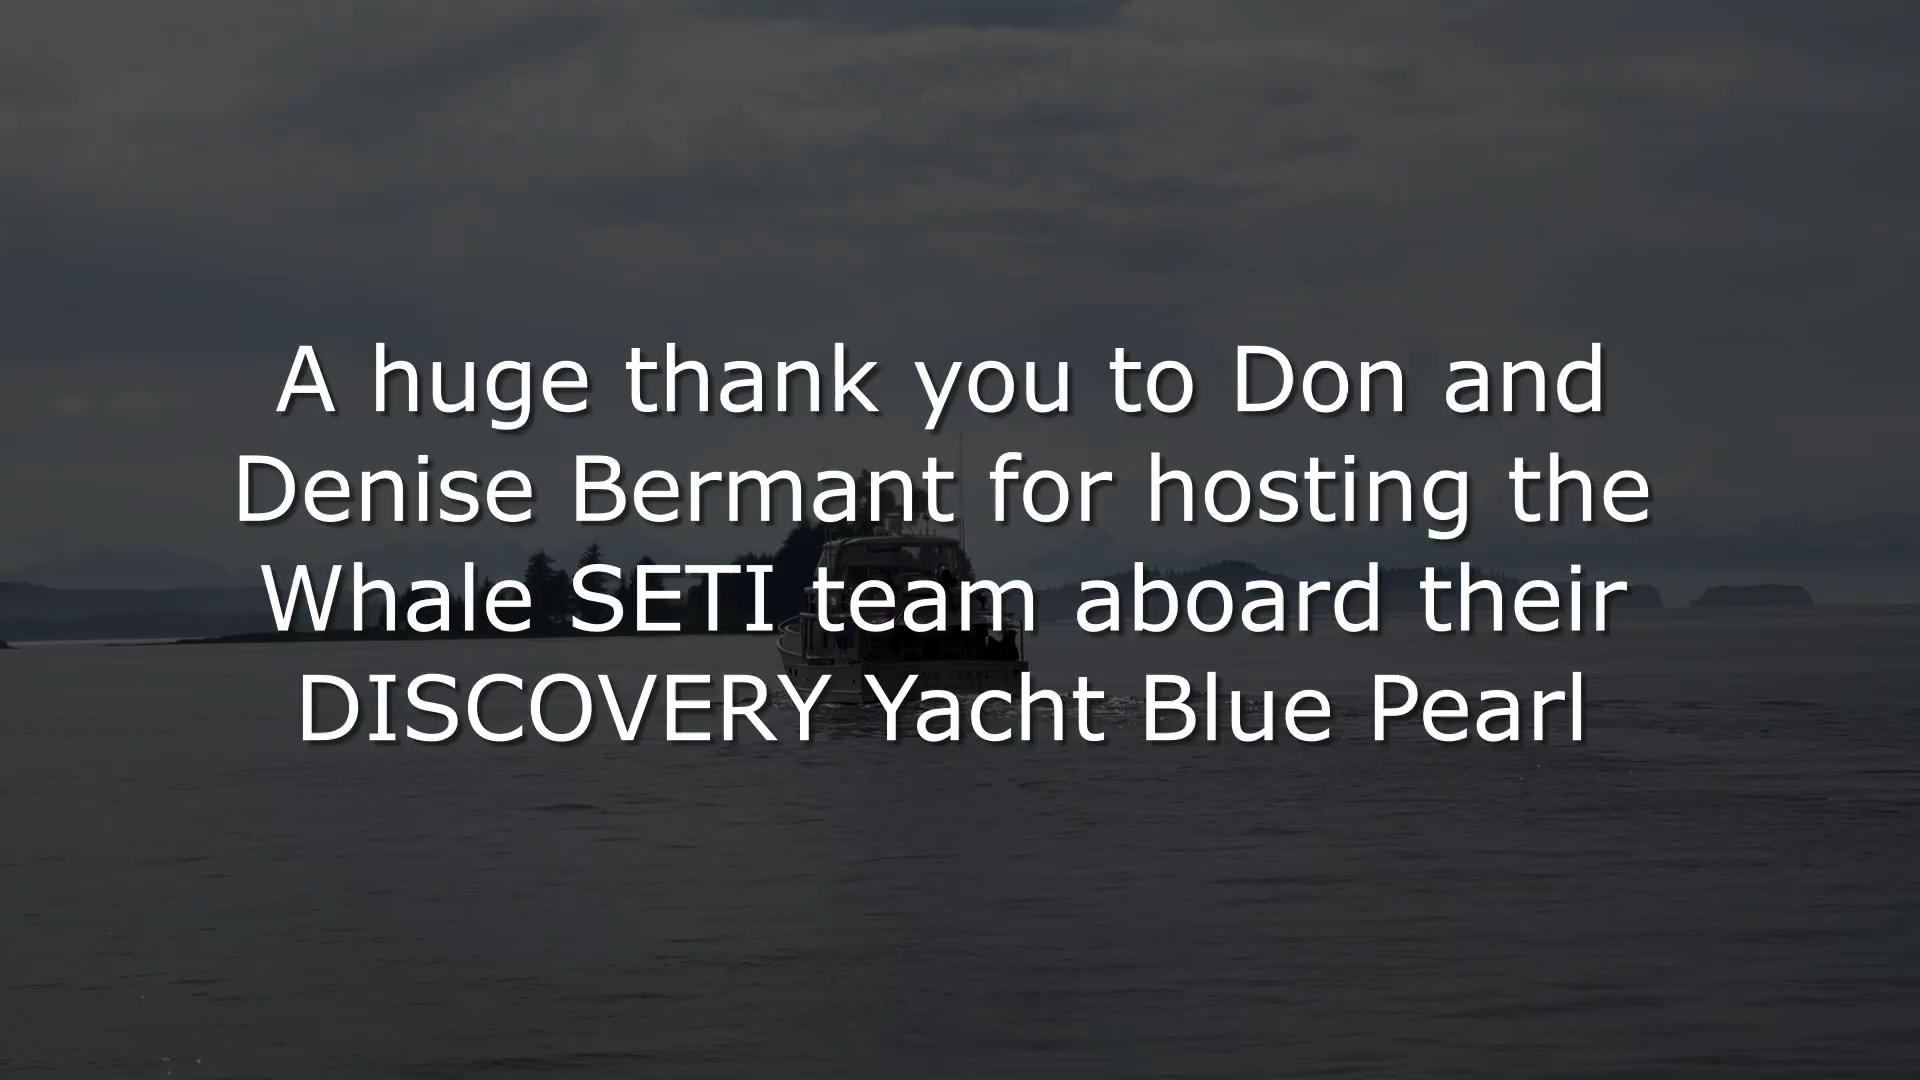 A huge thank you to Don and
Denise Bermant for hosting the
Whale SETI team aboard their
DISCOVERY Yacht Blue Pearl